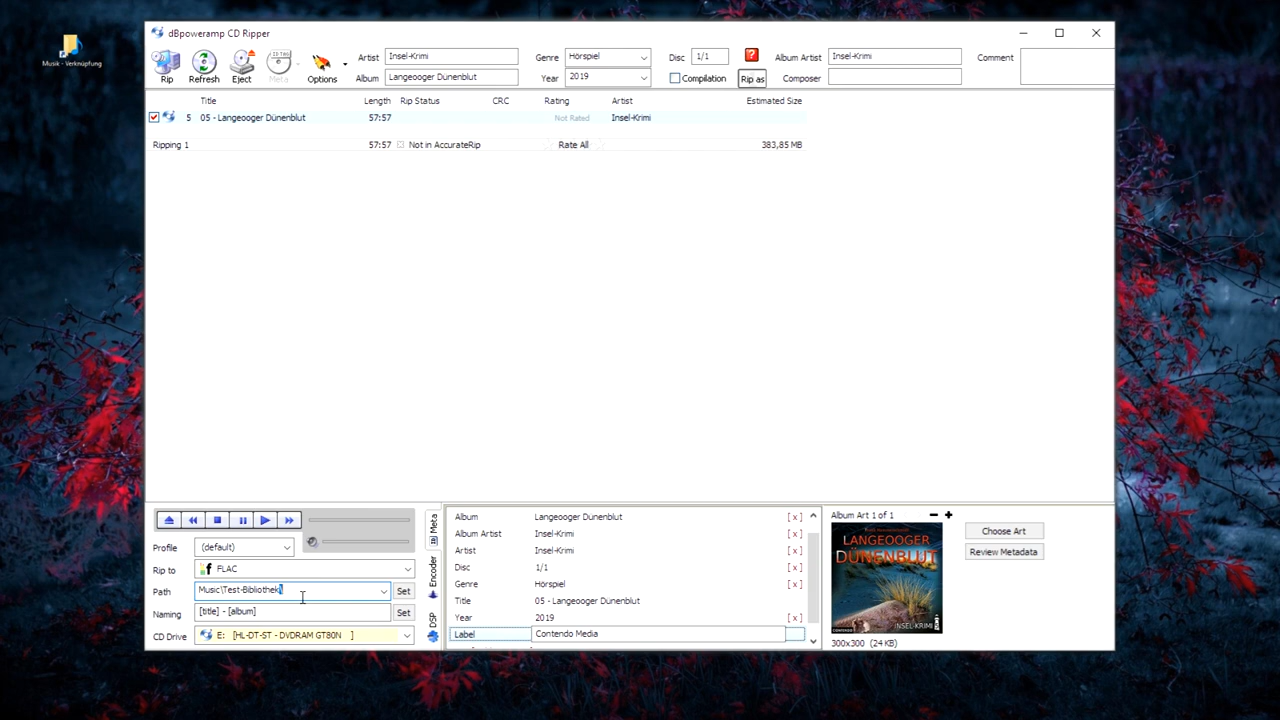 Musik - Verknüpfung
dBpoweramp CD Ripper
Rip
Refresh
Eject
Meta
Options
Artist Insel-Krimi
Album Langeooger Dünenblut
Genre Hörspiel
Year 2019
Disc 1/1
Compilation
Rip as
Album Artist Insel-Krimi
Composer
Comment
Title Length Rip Status CRC Rating Artist Estimated Size
5 05 - Langeooger Dünenblut 57:57 Not Rated Insel-Krimi
Ripping 1 57:57 Not in AccurateRip Rate All 383,85 MB
Profile (default)
Rip to FLAC
Path Music\Test-Bibliothek\ Set
Naming [title] - [album] Set
CD Drive E: [HL-DT-ST - DVDRAM GT80N ]
Meta
Encoder
DSP
Album Langeooger Dünenblut [ x ]
Album Artist Insel-Krimi [ x ]
Artist Insel-Krimi [ x ]
Disc 1/1 [ x ]
Genre Hörspiel [ x ]
Title 05 - Langeooger Dünenblut
Year 2019 [ x ]
Label Contendo Media
Album Art 1 of 1
LANGEOOGER
DÜNENBLUT
INSEL-KRIMI
300x300 (24 KB)
Choose Art
Review Metadata